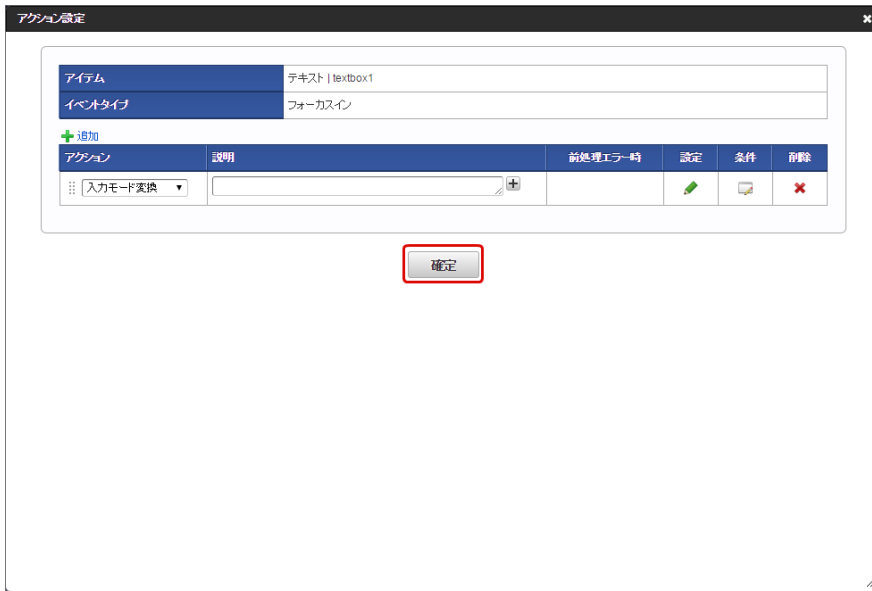 アクション設定
アイテム テキスト | textbox1
イベントタイプ フォーカスイン
追加
アクション 説明 前処理エラー時 設定 条件 削除
入力モード変換
確定